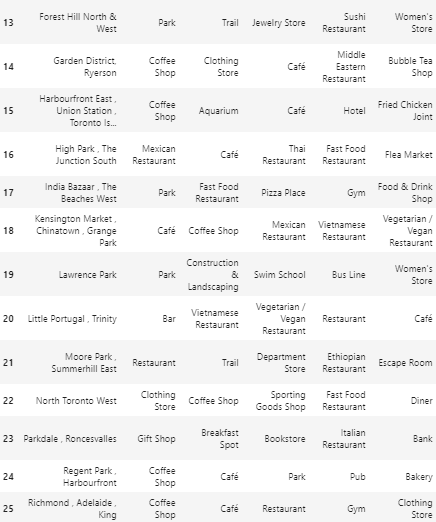 13 Forest Hill North & West Park Trail Jewelry Store Sushi Restaurant Women's Store
14 Garden District, Ryerson Coffee Shop Clothing Store Café Middle Eastern Restaurant Bubble Tea Shop
15 Harbourfront East , Union Station , Toronto Is... Coffee Shop Aquarium Café Hotel Fried Chicken Joint
16 High Park , The Junction South Mexican Restaurant Café Thai Restaurant Fast Food Restaurant Flea Market
17 India Bazaar , The Beaches West Park Fast Food Restaurant Pizza Place Gym Food & Drink Shop
18 Kensington Market , Chinatown , Grange Park Café Coffee Shop Mexican Restaurant Vietnamese Restaurant Vegetarian / Vegan Restaurant
19 Lawrence Park Park Construction & Landscaping Swim School Bus Line Women's Store
20 Little Portugal , Trinity Bar Vietnamese Restaurant Vegetarian / Vegan Restaurant Restaurant Café
21 Moore Park , Summerhill East Restaurant Trail Department Store Ethiopian Restaurant Escape Room
22 North Toronto West Clothing Store Coffee Shop Sporting Goods Shop Fast Food Restaurant Diner
23 Parkdale , Roncesvalles Gift Shop Breakfast Spot Bookstore Italian Restaurant Bank
24 Regent Park , Harbourfront Coffee Shop Café Park Pub Bakery
25 Richmond , Adelaide , King Coffee Shop Café Restaurant Gym Clothing Store